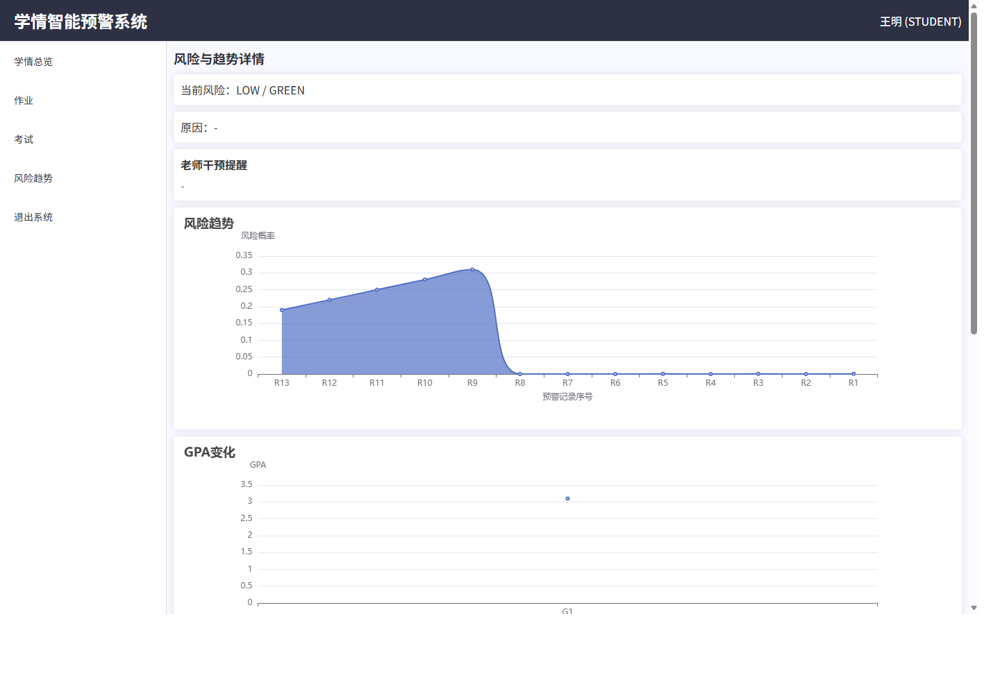 学情智能预警系统
王明 (STUDENT)
学情总览
作业
考试
风险趋势
退出系统
风险与趋势详情
当前风险：LOW / GREEN
原因：-
老师干预提醒
-
风险趋势
风险概率
0.35
0.3
0.25
0.2
0.15
0.1
0.05
0
R13 R12 R11 R10 R9 R8 R7 R6 R5 R4 R3 R2 R1
预警记录序号
GPA变化
GPA
3.5
3
2.5
2
1.5
1
0.5
0
G1